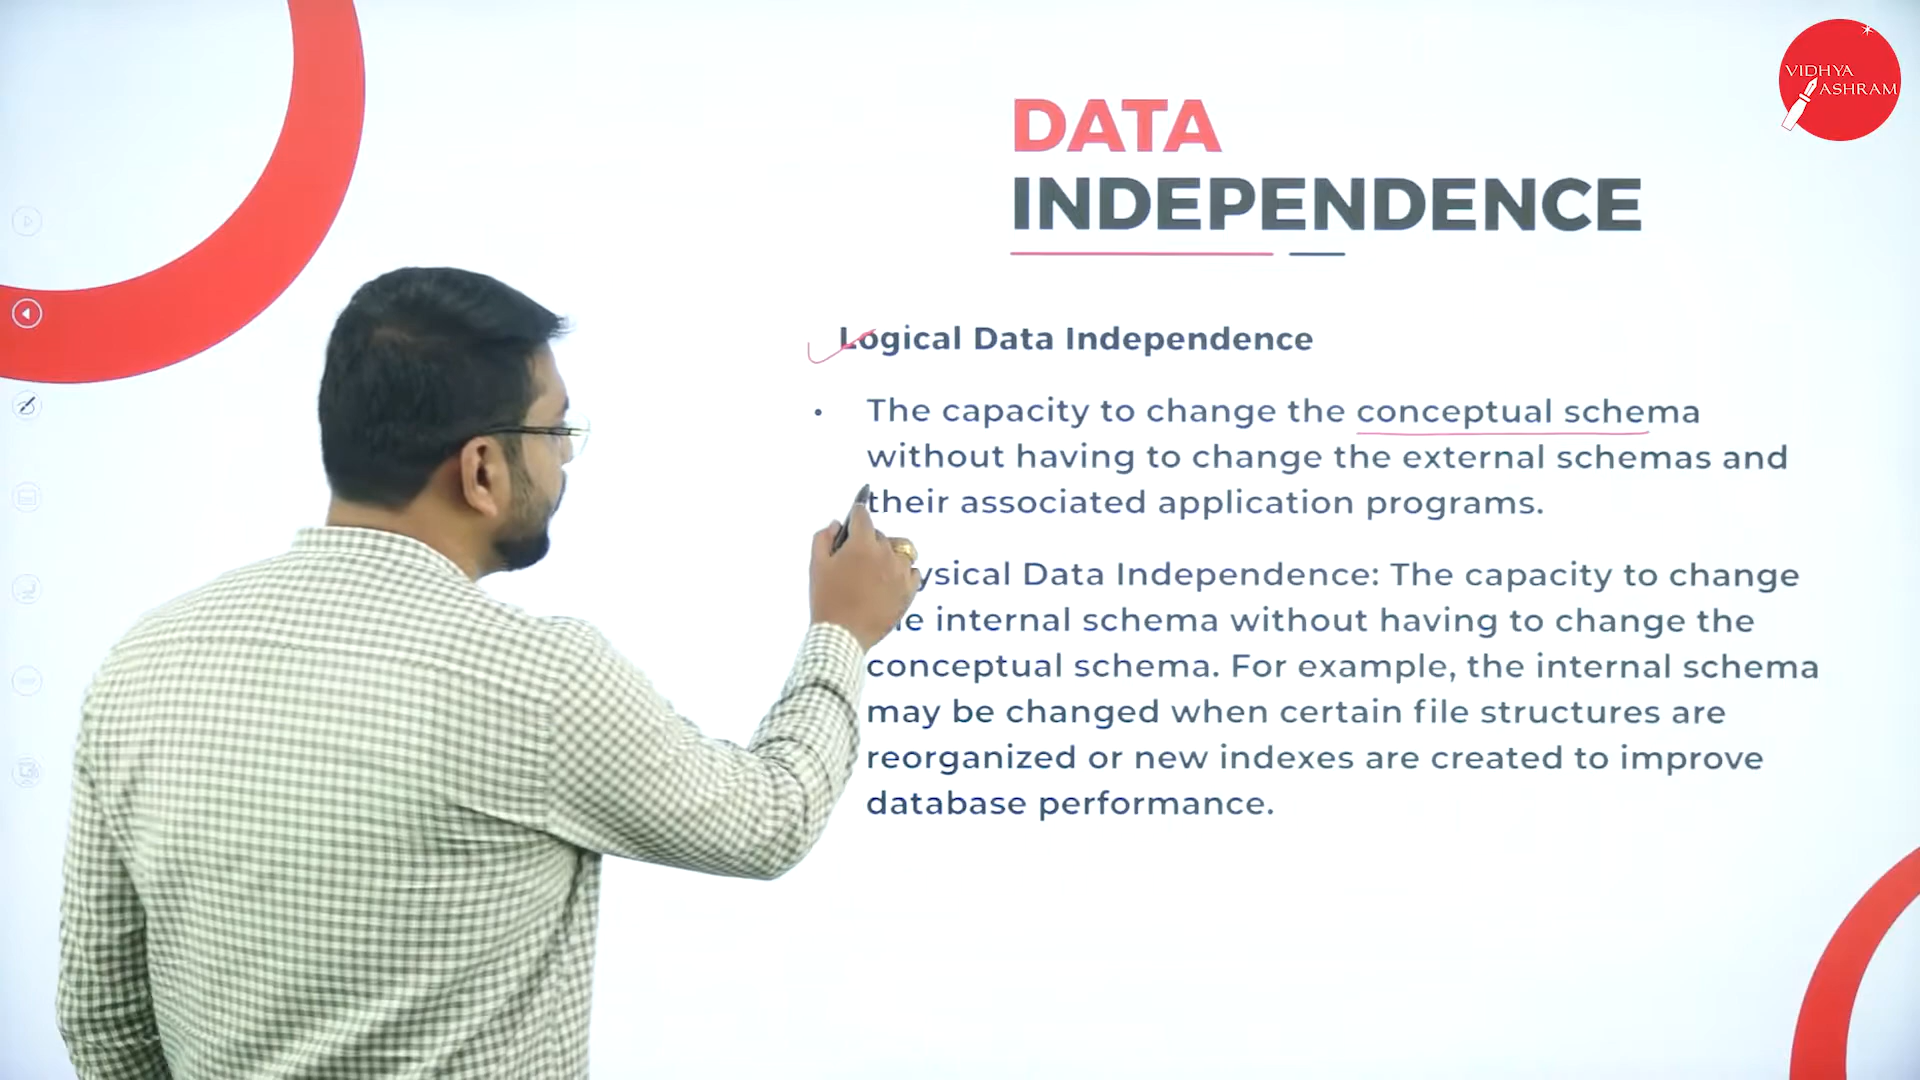 VIDHYA
ASHRAM
DATA
INDEPENDENCE
Logical Data Independence
• The capacity to change the conceptual schema
without having to change the external schemas and
their associated application programs.
Data Independence: The capacity to change
internal schema without having to change the
conceptual schema. For example, the internal schema
may be changed when certain file structures are
reorganized or new indexes are created to improve
database performance.